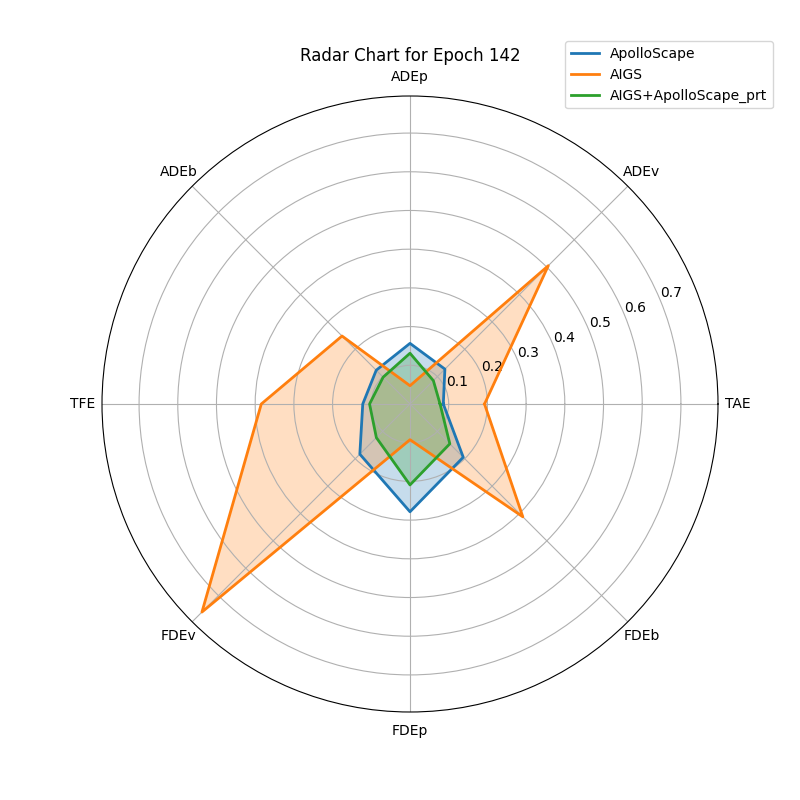 Radar Chart for Epoch 142
ApolloScape
AIGS
AIGS+ApolloScape_prt
ADEp
ADEb
ADEv
0.7
0.6
0.5
0.4
0.3
0.2
0.1
TFE
TAE
FDEv
FDEb
FDEp